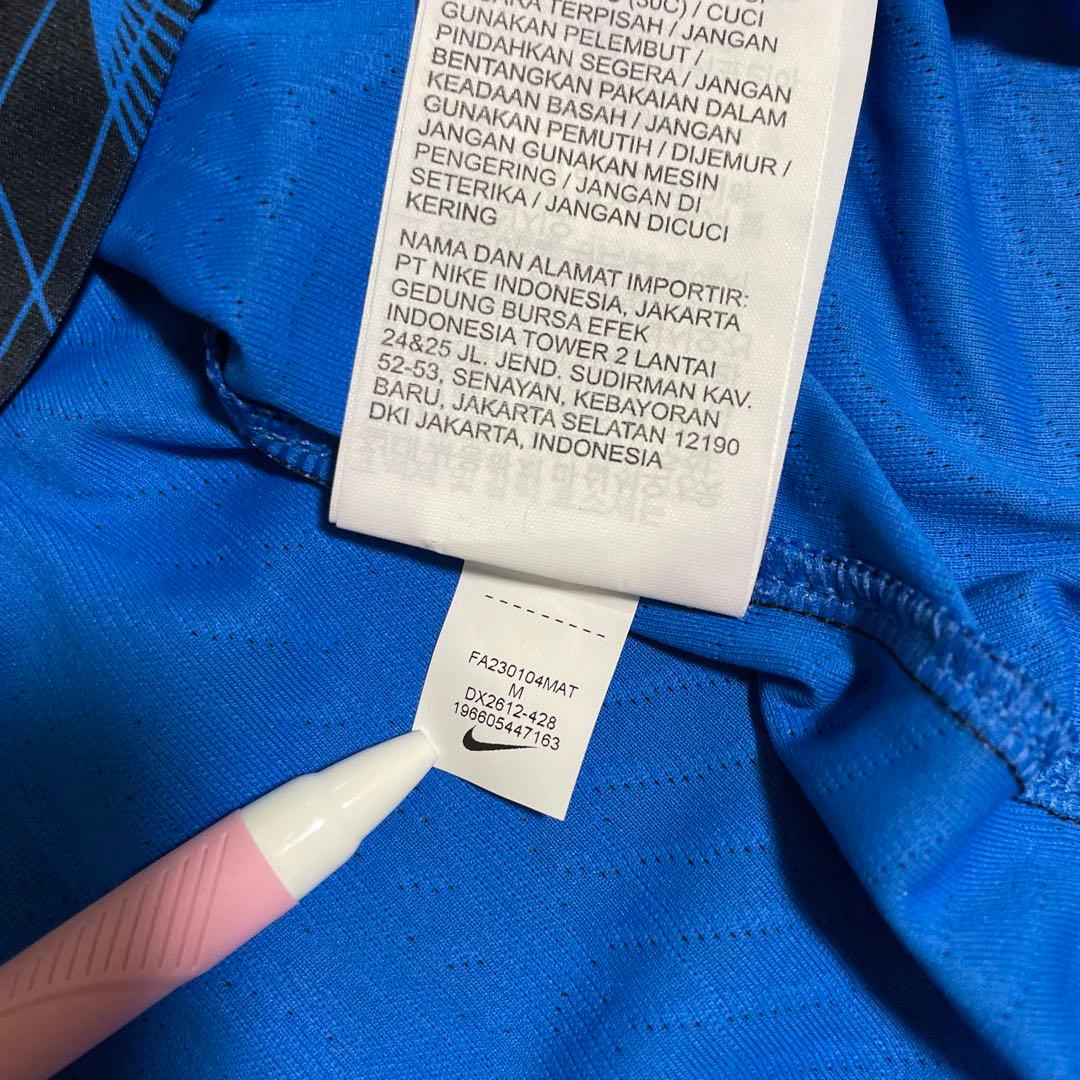 (30C) / CUCI
TERPISAH / JANGAN
GUNAKAN PELEMBUT /
PINDAHKAN SEGERA / JANGAN
BENTANGKAN PAKAIAN DALAM
KEADAAN BASAH / JANGAN
GUNAKAN PEMUTIH / DIJEMUR /
JANGAN GUNAKAN MESIN
PENGERING / JANGAN DI
SETERIKA / JANGAN DICUCI
KERING
NAMA DAN ALAMAT IMPORTIR:
PT NIKE INDONESIA, JAKARTA
GEDUNG BURSA EFEK
INDONESIA TOWER 2 LANTAI
24&25 JL. JEND. SUDIRMAN KAV.
52-53, SENAYAN, KEBAYORAN
BARU, JAKARTA SELATAN 12190
DKI JAKARTA, INDONESIA
FA230104MAT
M
DX2612-428
196605447163